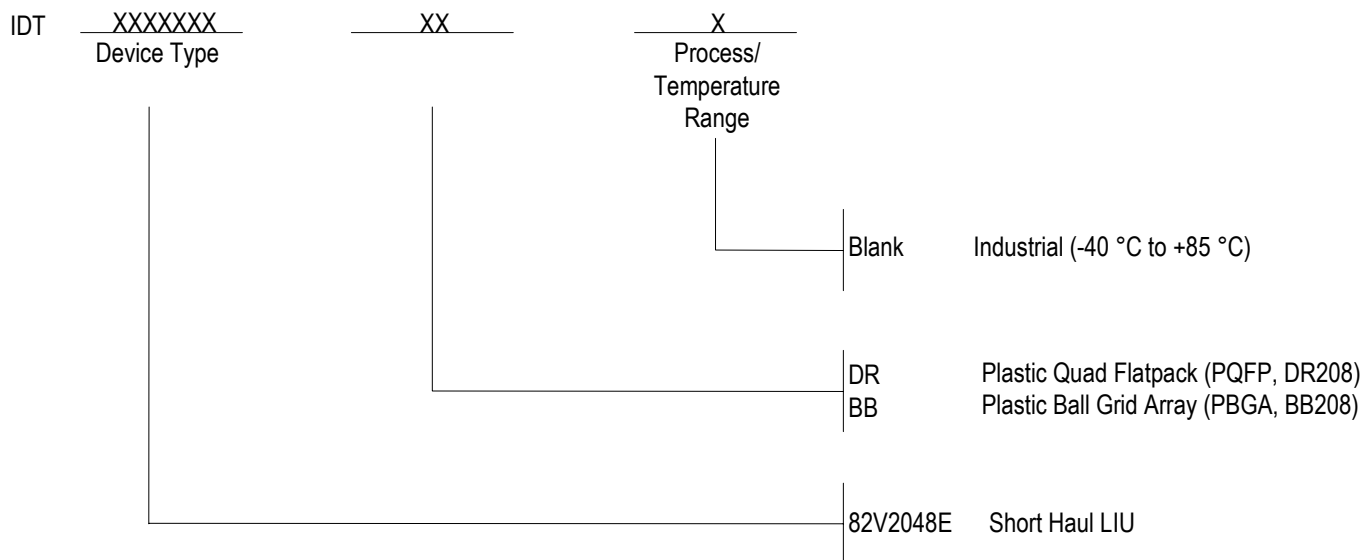 IDT XXXXXXX XX X
Device Type
Process/
Temperature
Range
Blank Industrial (-40 °C to +85 °C)
DR Plastic Quad Flatpack (PQFP, DR208)
BB Plastic Ball Grid Array (PBGA, BB208)
82V2048E Short Haul LIU